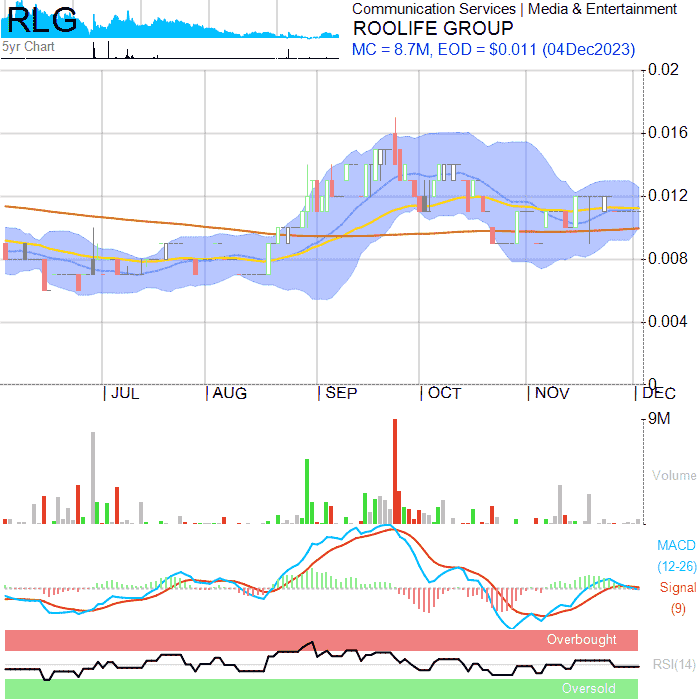 RLG
5yr Chart
Communication Services | Media & Entertainment
ROOLIFE GROUP
MC = 8.7M, EOD = $0.011 (04Dec2023)
0.02
0.016
0.012
0.008
0.004
0
JUL AUG SEP OCT NOV DEC
9M
Volume
MACD
(12-26)
Signal
(9)
Overbought
RSI(14)
Oversold